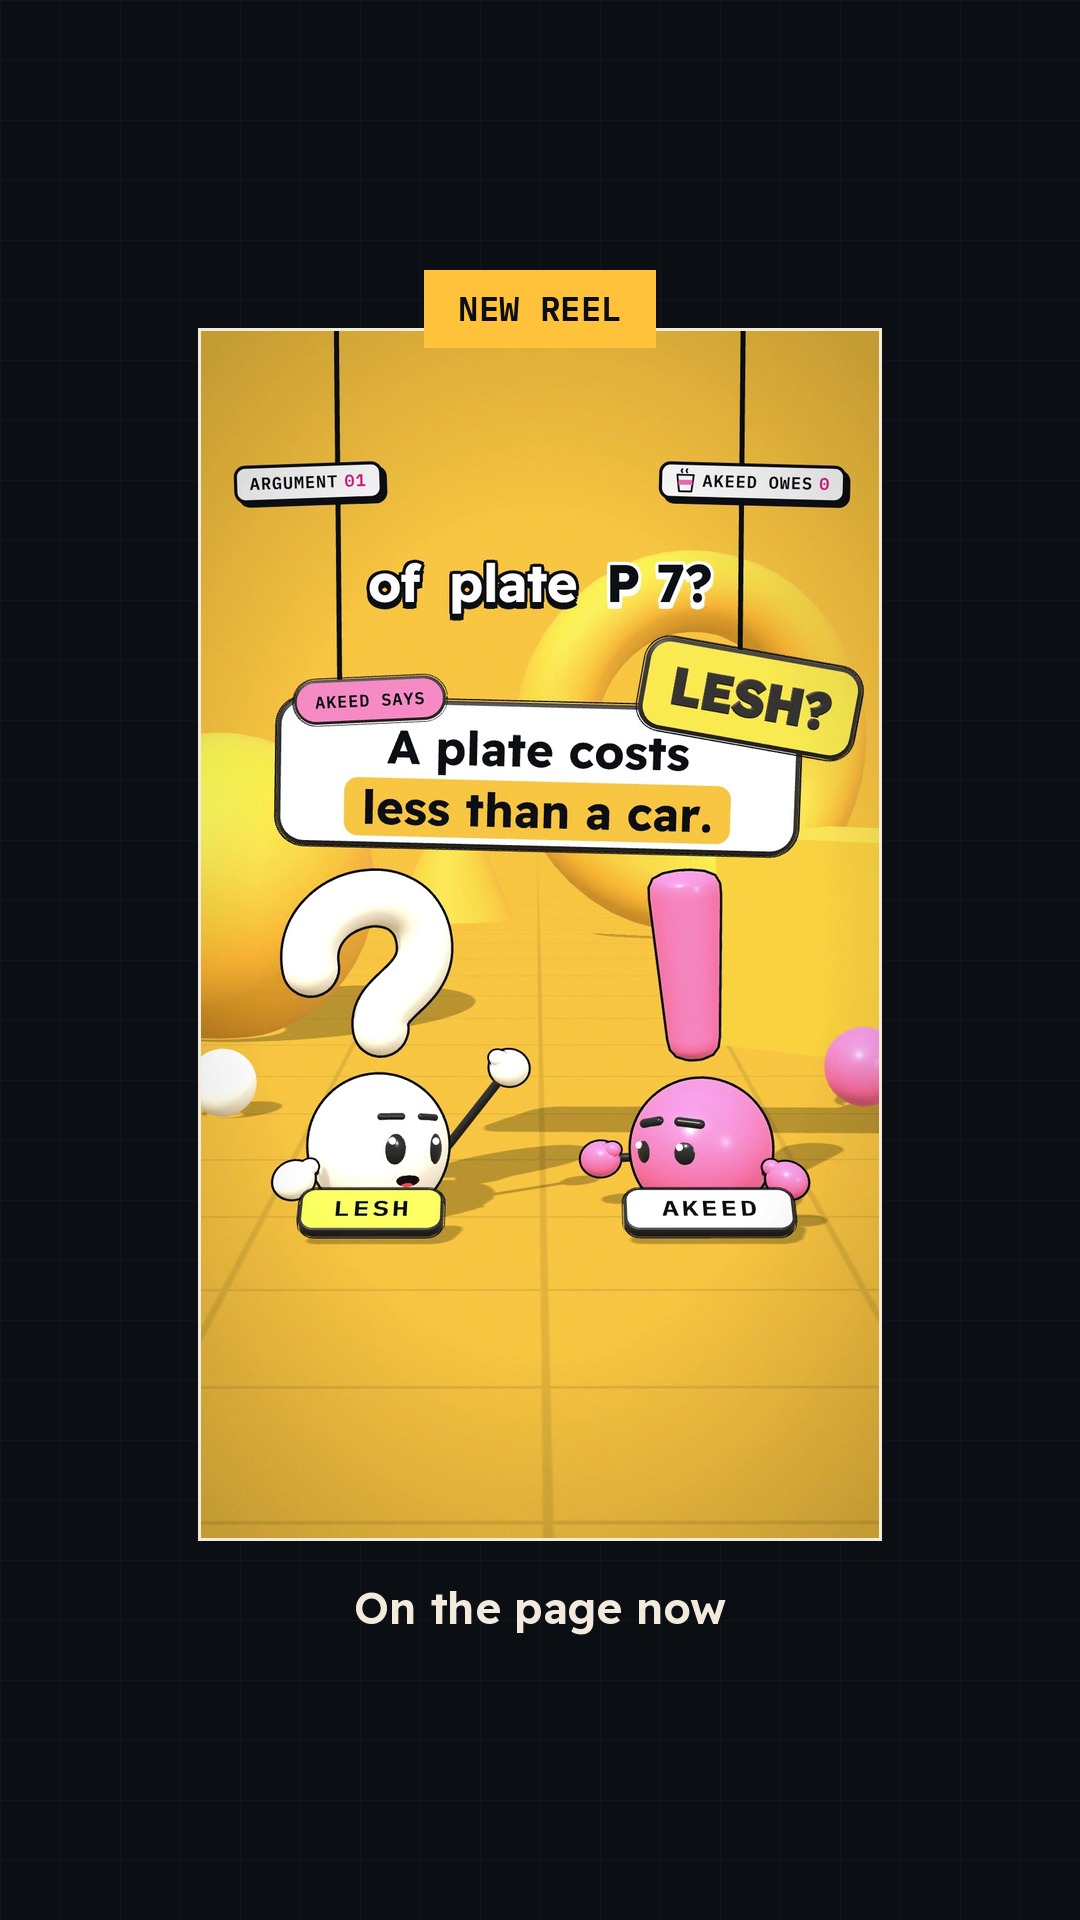 NEW REEL
ARGUMENT 01
AKEED OWES 0
of plate P 7?
LESH?
AKEED SAYS
A plate costs
less than a car.
LESH
AKEED
On the page now